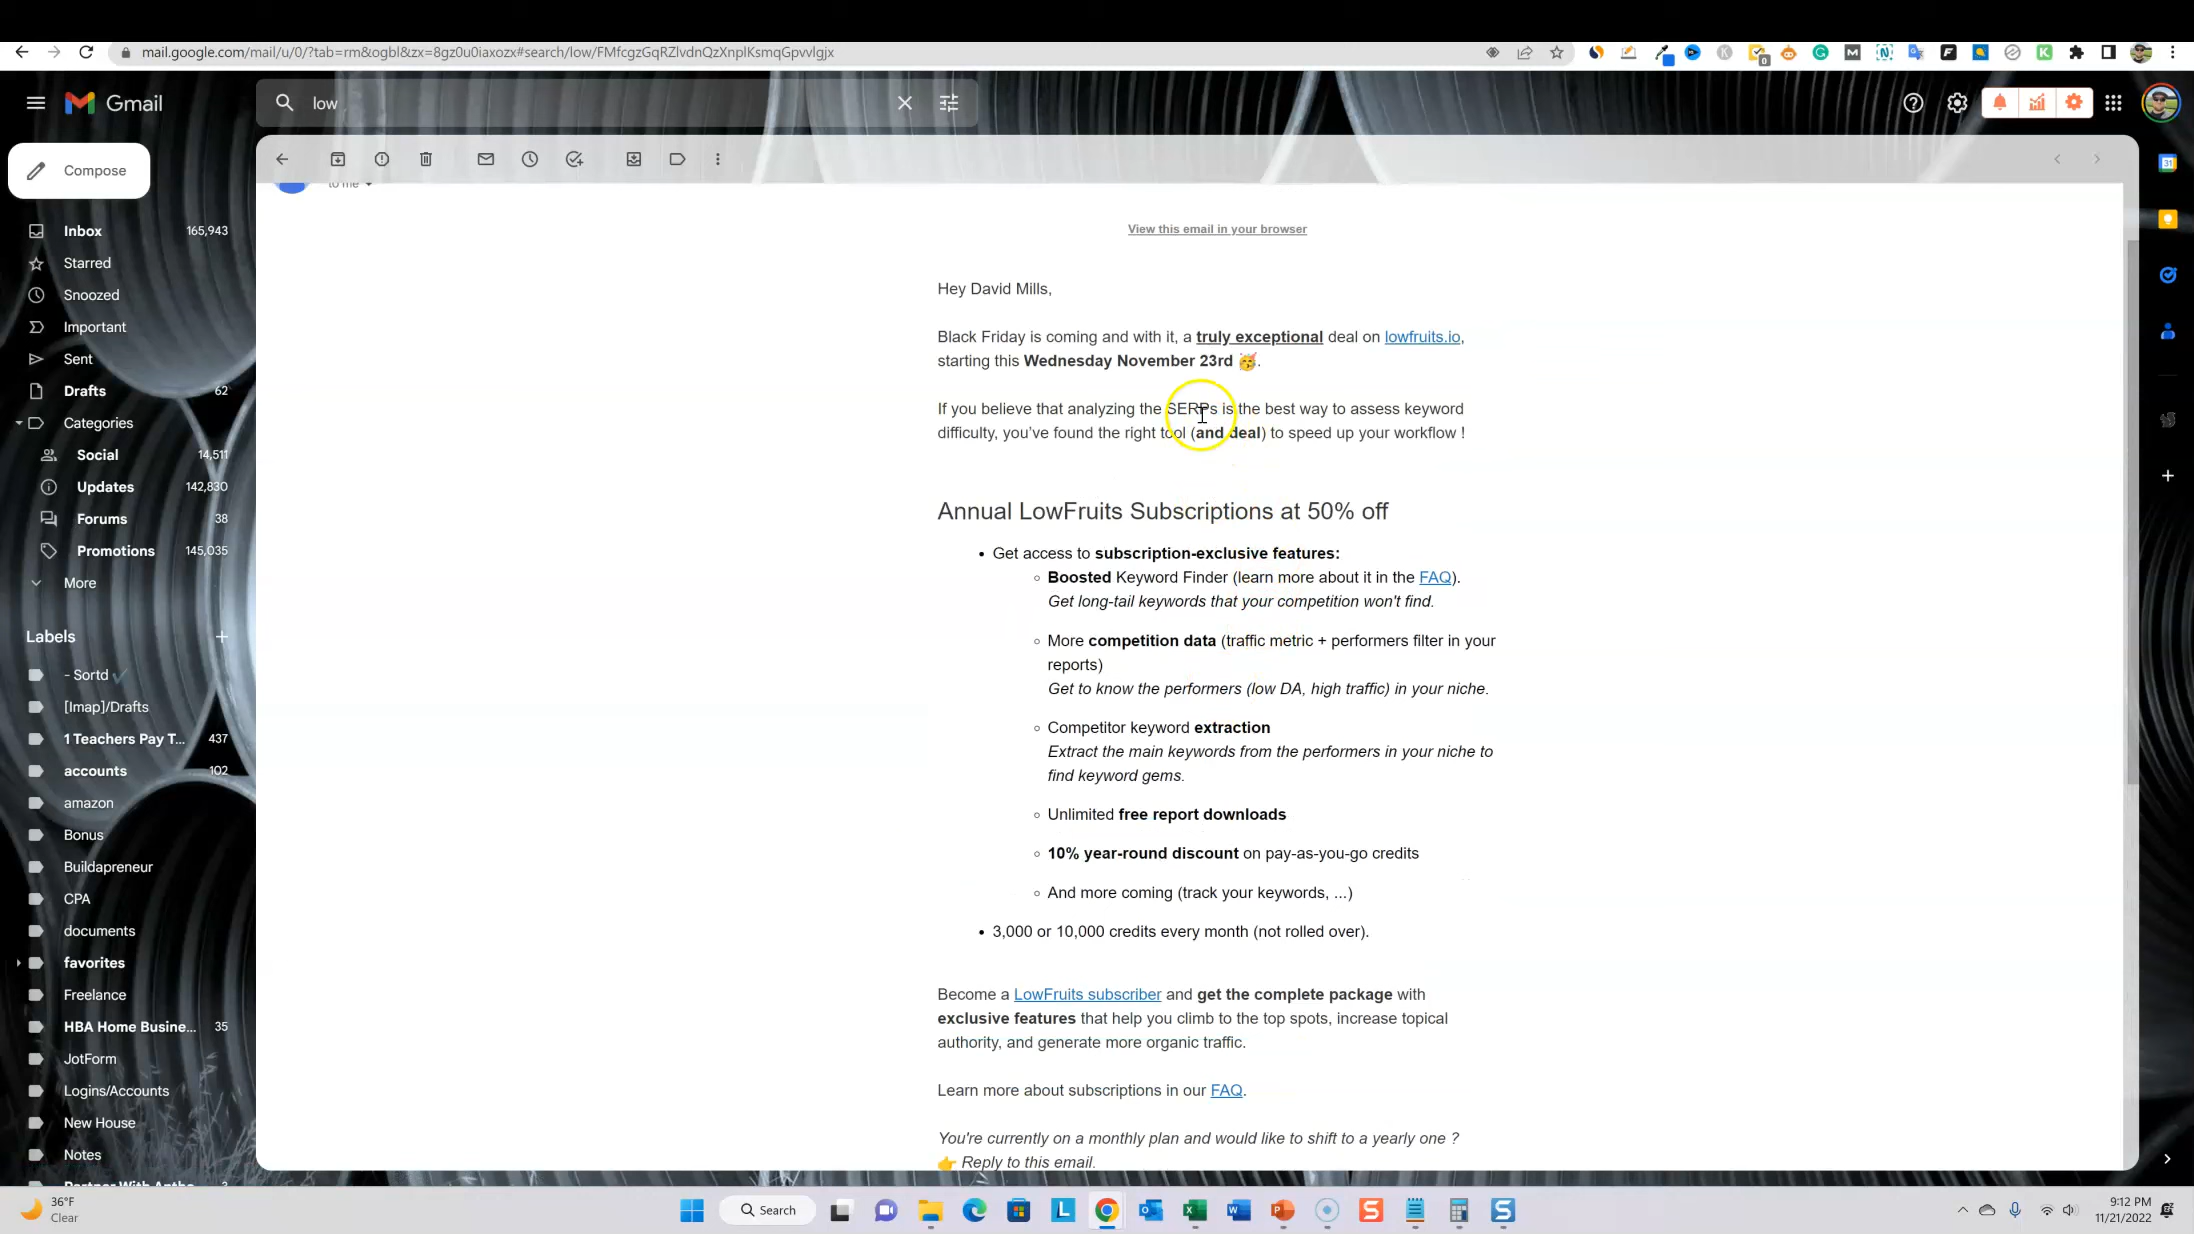 mail.google.com/mail/u/0/?tab=rm&ogbl&zx=8gz0u0iaxozx#search/low/FMfcgzGqRZlvdnQzXnplKsmqGpvvlgjx
Gmail
low
Compose
to me
View this email in your browser
Inbox 165,943
Starred
Snoozed
Important
Sent
Drafts 62
Categories
Social 14,511
Updates 142,830
Forums 38
Promotions 145,035
More
Labels
- Sortd
[Imap]/Drafts
1 Teachers Pay T... 437
accounts 102
amazon
Bonus
Buildapreneur
CPA
documents
favorites
Freelance
HBA Home Busine... 35
JotForm
Logins/Accounts
New House
Notes
Hey David Mills,
Black Friday is coming and with it, a truly exceptional deal on lowfruits.io,
starting this Wednesday November 23rd 🥳.
If you believe that analyzing the SERPs is the best way to assess keyword
difficulty, you've found the right tool (and deal) to speed up your workflow !
Annual LowFruits Subscriptions at 50% off
• Get access to subscription-exclusive features:
○ Boosted Keyword Finder (learn more about it in the FAQ).
Get long-tail keywords that your competition won't find.
○ More competition data (traffic metric + performers filter in your
reports)
Get to know the performers (low DA, high traffic) in your niche.
○ Competitor keyword extraction
Extract the main keywords from the performers in your niche to
find keyword gems.
○ Unlimited free report downloads
○ 10% year-round discount on pay-as-you-go credits
○ And more coming (track your keywords, ...)
• 3,000 or 10,000 credits every month (not rolled over).
Become a LowFruits subscriber and get the complete package with
exclusive features that help you climb to the top spots, increase topical
authority, and generate more organic traffic.
Learn more about subscriptions in our FAQ.
You're currently on a monthly plan and would like to shift to a yearly one ?
👉 Reply to this email.
36°F
Clear
Search
9:12 PM
11/21/2022